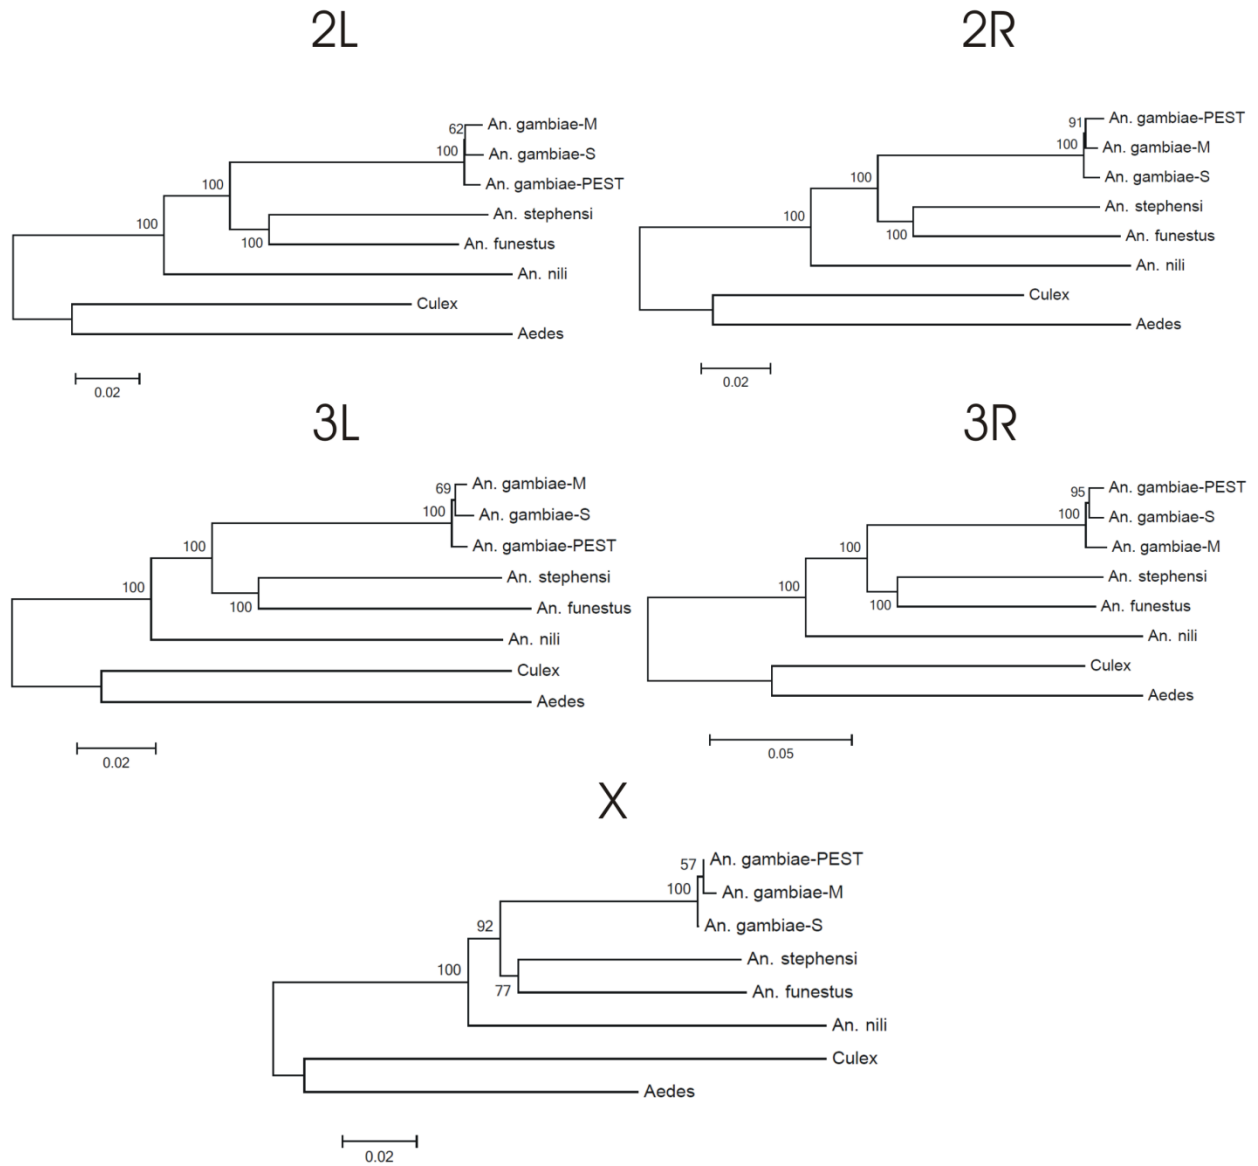 2L
An. gambiae-M
62
100
An. gambiae-S
An. gambiae-PEST
100
An. stephensi
100
An. funestus
100
An. nili
Culex
Aedes
0.02
2R
An. gambiae-PEST
91
100
An. gambiae-M
An. gambiae-S
100
An. stephensi
100
An. funestus
100
An. nili
Culex
Aedes
0.02
3L
An. gambiae-M
69
100
An. gambiae-S
An. gambiae-PEST
100
An. stephensi
100
An. funestus
100
An. nili
Culex
Aedes
0.02
3R
An. gambiae-PEST
95
100
An. gambiae-S
An. gambiae-M
100
An. stephensi
100
An. funestus
100
An. nili
Culex
Aedes
0.05
X
An. gambiae-PEST
57
100
An. gambiae-M
An. gambiae-S
92
An. stephensi
77
An. funestus
100
An. nili
Culex
Aedes
0.02